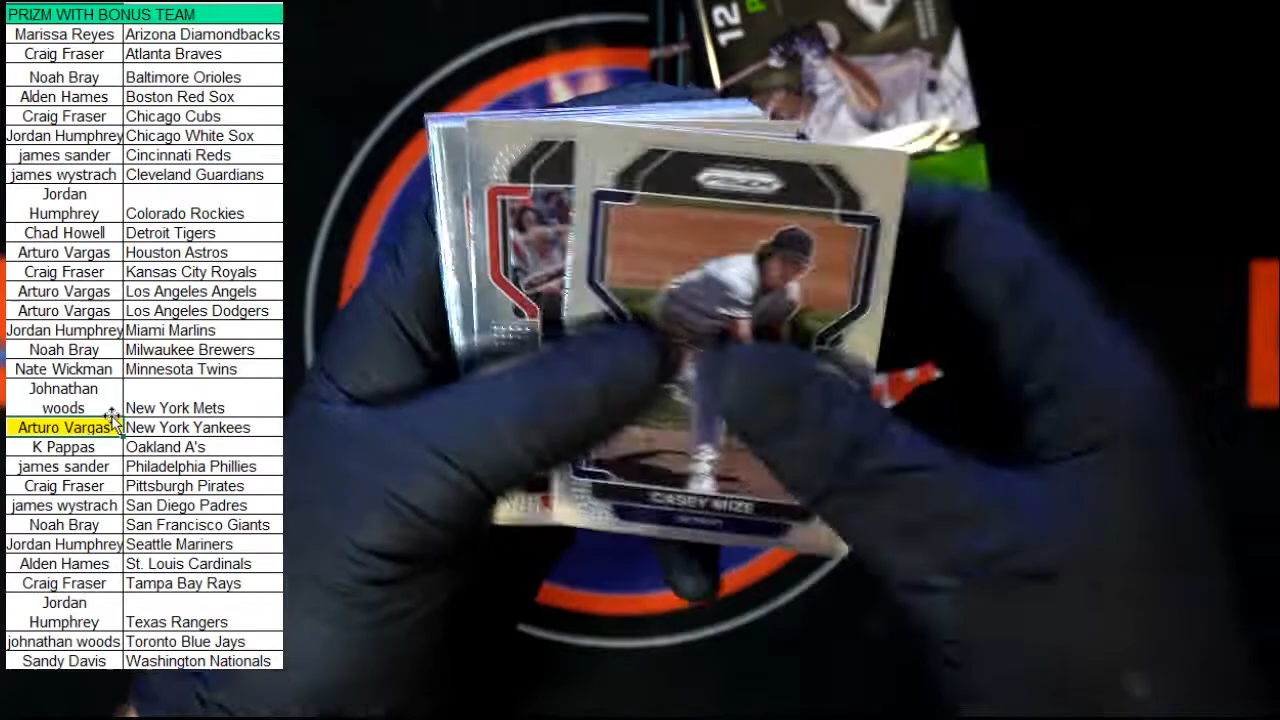 PRIZM WITH BONUS TEAM
Marissa Reyes Arizona Diamondbacks
Craig Fraser Atlanta Braves
Noah Bray Baltimore Orioles
Alden Hames Boston Red Sox
Craig Fraser Chicago Cubs
Jordan Humphrey Chicago White Sox
james sander Cincinnati Reds
james wystrach Cleveland Guardians
Jordan
Humphrey Colorado Rockies
Chad Howell Detroit Tigers
Arturo Vargas Houston Astros
Craig Fraser Kansas City Royals
Arturo Vargas Los Angeles Angels
Arturo Vargas Los Angeles Dodgers
Jordan Humphrey Miami Marlins
Noah Bray Milwaukee Brewers
Nate Wickman Minnesota Twins
Johnathan
woods New York Mets
Arturo Vargas New York Yankees
K Pappas Oakland A's
james sander Philadelphia Phillies
Craig Fraser Pittsburgh Pirates
james wystrach San Diego Padres
Noah Bray San Francisco Giants
Jordan Humphrey Seattle Mariners
Alden Hames St. Louis Cardinals
Craig Fraser Tampa Bay Rays
Jordan
Humphrey Texas Rangers
johnathan woods Toronto Blue Jays
Sandy Davis Washington Nationals
12
PRIZM
CASEY MIZE
DETROIT